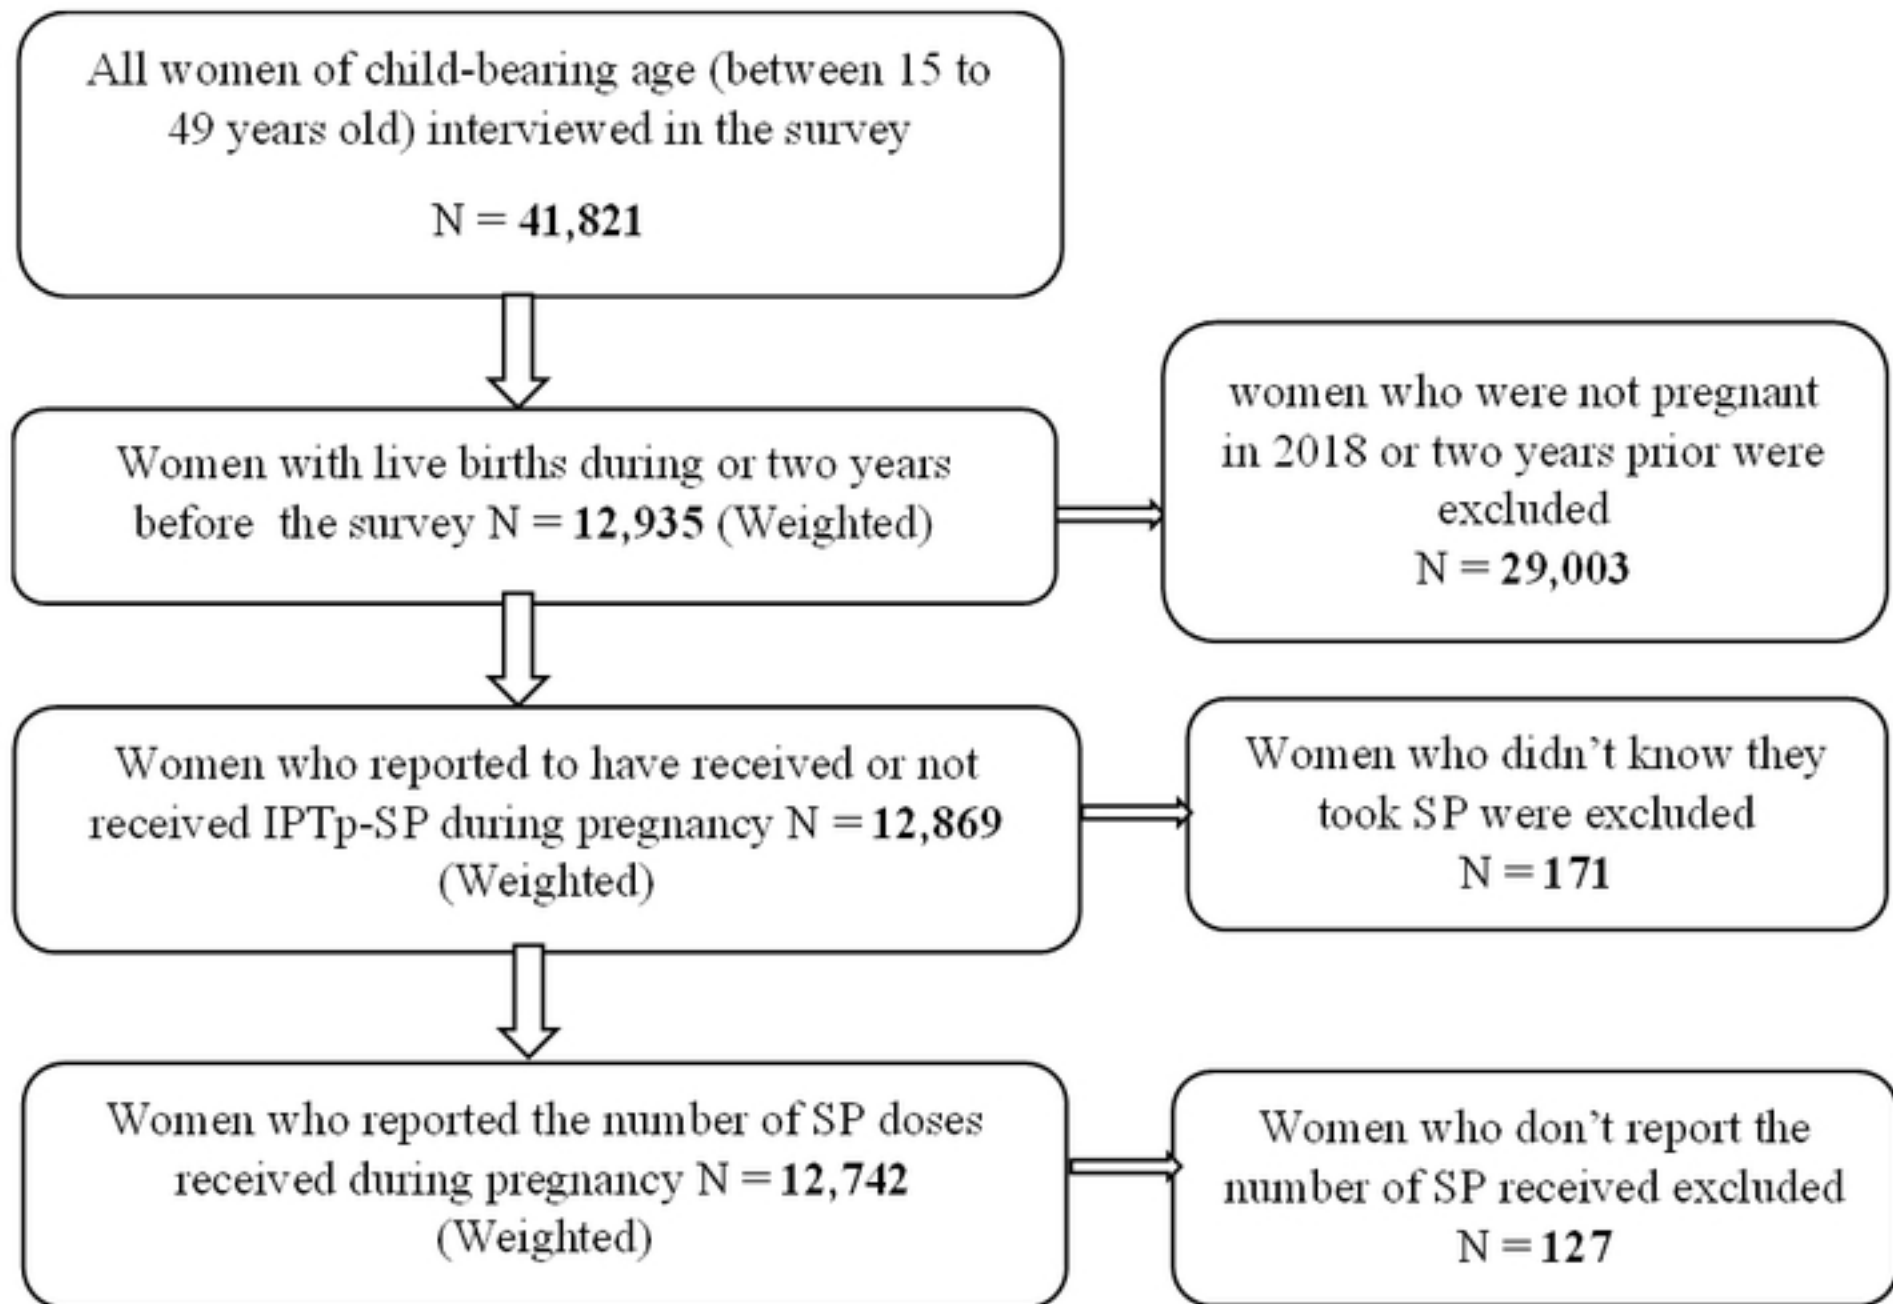 All women of child-bearing age (between 15 to
49 years old) interviewed in the survey
N = 41,821
women who were not pregnant
in 2018 or two years prior were
excluded
N = 29,003
Women with live births during or two years
before the survey N = 12,935 (Weighted)
Women who reported to have received or not
received IPTp-SP during pregnancy N = 12,869
(Weighted)
Women who didn’t know they
took SP were excluded
N = 171
Women who reported the number of SP doses
received during pregnancy N = 12,742
(Weighted)
Women who don’t report the
number of SP received excluded
N = 127